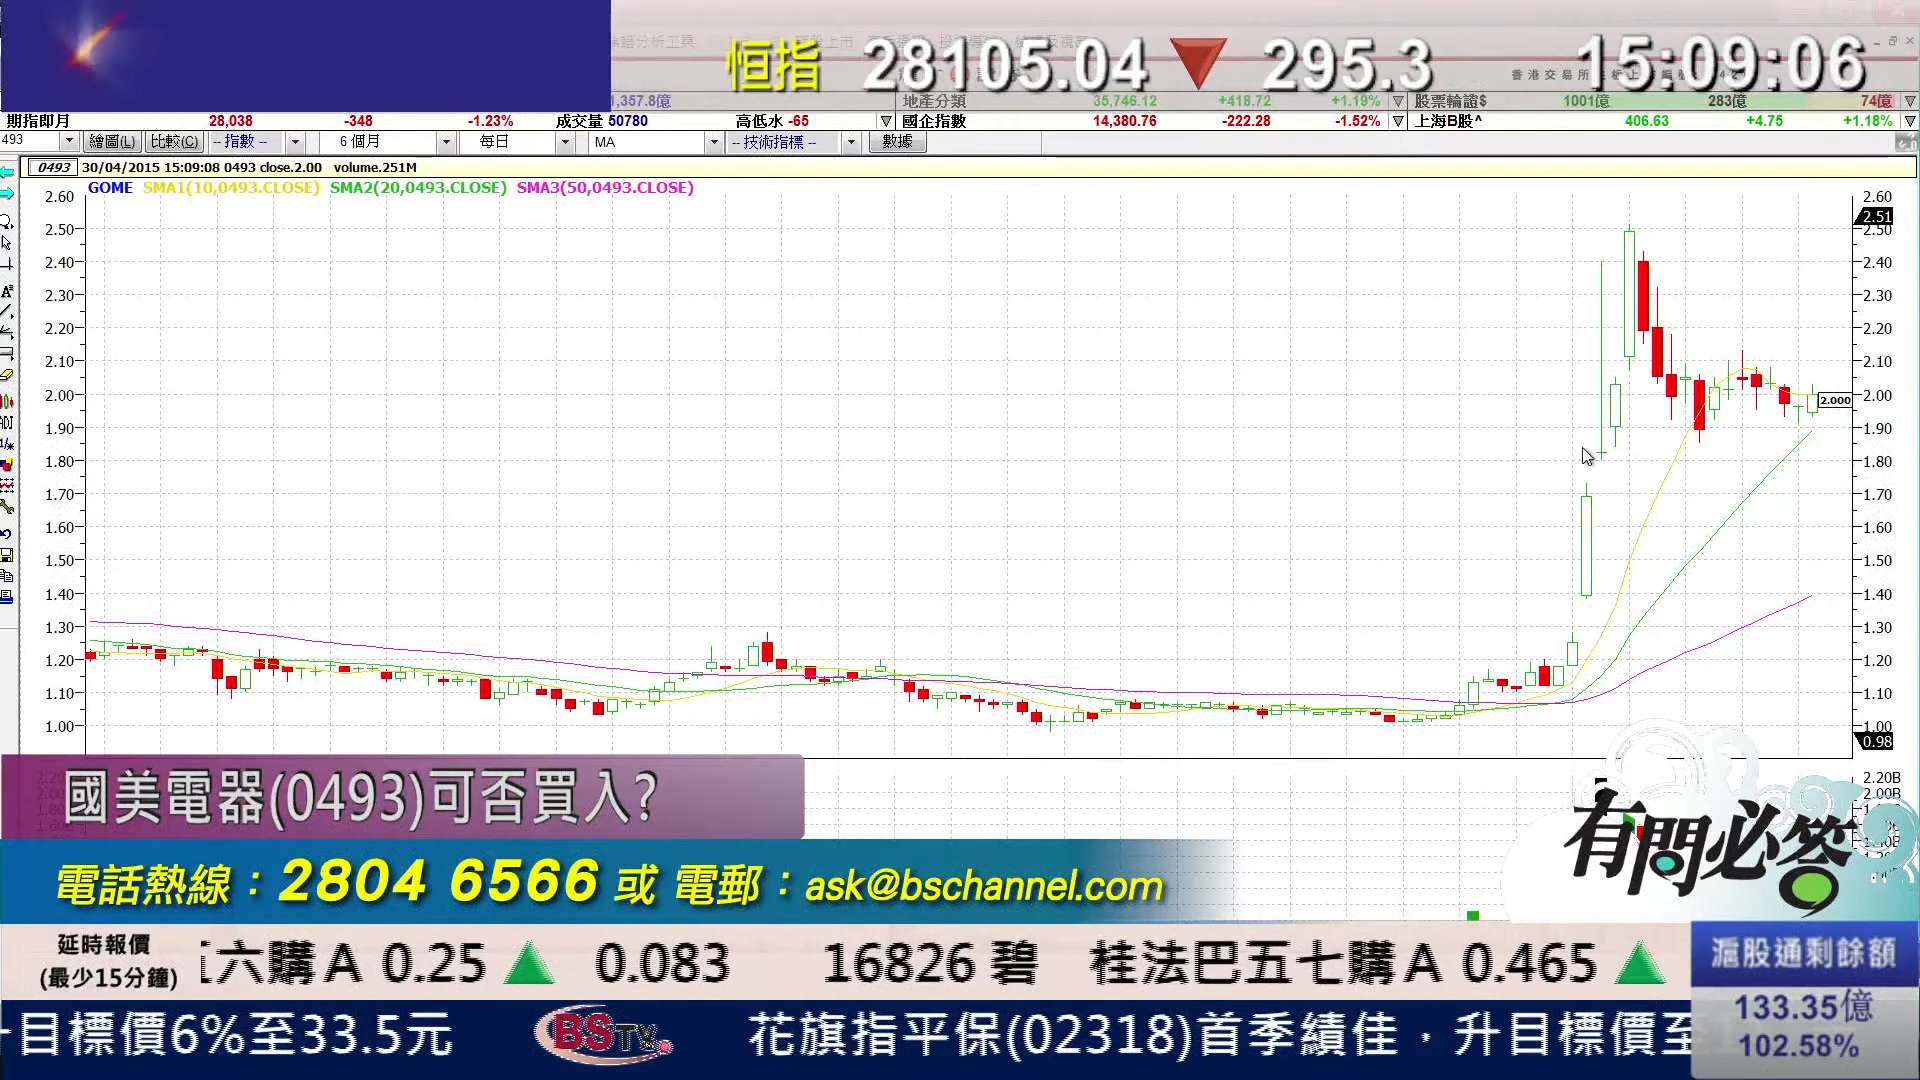 恒指 28105.04 295.3 15:09:06
1,357.8億 地產分類 35,746.12 +418.72 +1.19% 股票輪證$ 1001億 283億 74億
期指即月 28,038 -348 -1.23% 成交量 50780 高低水 -65 國企指數 14,380.76 -222.28 -1.52% 上海B股^ 406.63 +4.75 +1.18%
493 繪圖(L) 比較(C) -- 指數 -- 6 個月 每日 MA -- 技術指標 -- 數據
0493 30/04/2015 15:09:08 0493 close.2.00 volume.251M
GOME SMA1(10,0493.CLOSE) SMA2(20,0493.CLOSE) SMA3(50,0493.CLOSE)
2.60 2.60
2.51
2.50 2.50
2.40 2.40
2.30 2.30
2.20 2.20
2.10 2.10
2.00 2.000 2.00
1.90 1.90
1.80 1.80
1.70 1.70
1.60 1.60
1.50 1.50
1.40 1.40
1.30 1.30
1.20 1.20
1.10 1.10
1.00 1.00
0.98
2.20B
2.00B
國美電器(0493)可否買入?
有問必答
電話熱線：2804 6566 或 電郵：ask@bschannel.com
延時報價
(最少15分鐘)
六購A 0.25 0.083 16826 碧 桂法巴五七購A 0.465
滬股通剩餘額
133.35億
102.58%
目標價6%至33.5元 BSTV 花旗指平保(02318)首季績佳，升目標價至